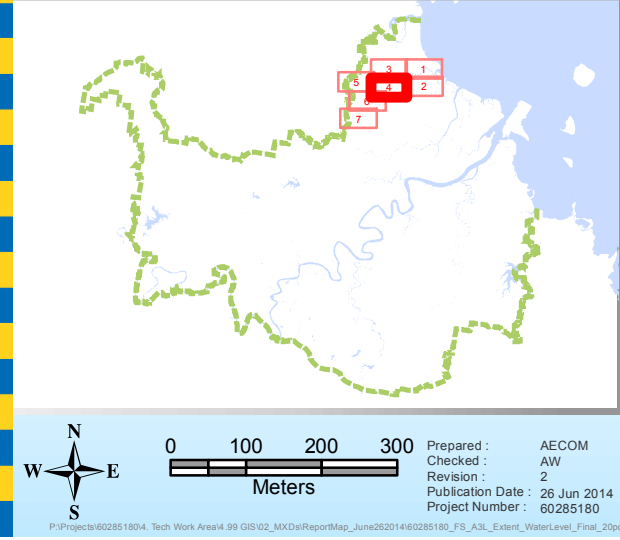 3 1
5 4 2
6
7
N
W E
S
0 100 200 300
Meters
Prepared : AECOM
Checked : AW
Revision : 2
Publication Date : 26 Jun 2014
Project Number : 60285180
P:\Projects\60285180\4. Tech Work Area\4.99 GIS\02_MXDs\ReportMap_June262014\60285180_FS_A3L_Extent_WaterLevel_Final_20p